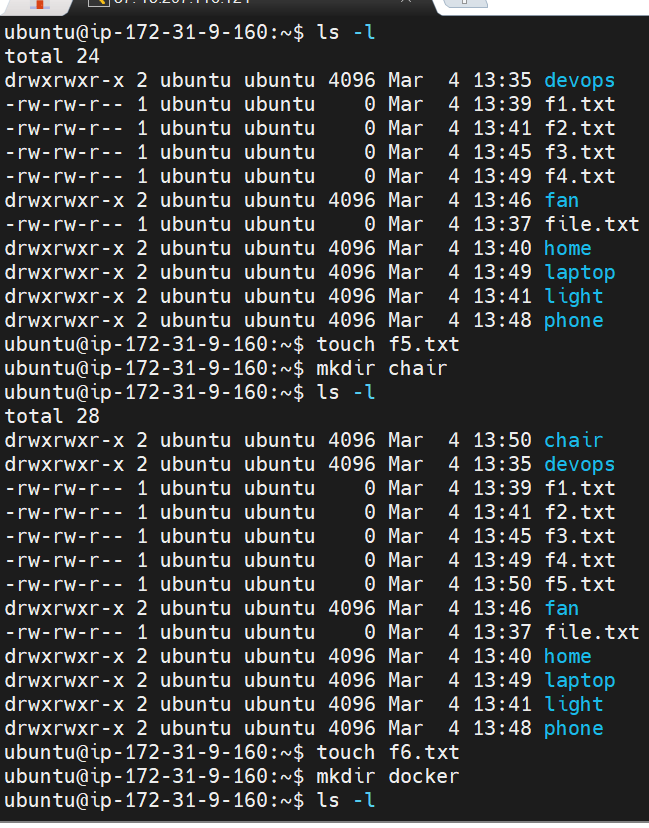 ubuntu@ip-172-31-9-160:~$ ls -l
total 24
drwxrwxr-x 2 ubuntu ubuntu 4096 Mar  4 13:35 devops
-rw-rw-r-- 1 ubuntu ubuntu    0 Mar  4 13:39 f1.txt
-rw-rw-r-- 1 ubuntu ubuntu    0 Mar  4 13:41 f2.txt
-rw-rw-r-- 1 ubuntu ubuntu    0 Mar  4 13:45 f3.txt
-rw-rw-r-- 1 ubuntu ubuntu    0 Mar  4 13:49 f4.txt
drwxrwxr-x 2 ubuntu ubuntu 4096 Mar  4 13:46 fan
-rw-rw-r-- 1 ubuntu ubuntu    0 Mar  4 13:37 file.txt
drwxrwxr-x 2 ubuntu ubuntu 4096 Mar  4 13:40 home
drwxrwxr-x 2 ubuntu ubuntu 4096 Mar  4 13:49 laptop
drwxrwxr-x 2 ubuntu ubuntu 4096 Mar  4 13:41 light
drwxrwxr-x 2 ubuntu ubuntu 4096 Mar  4 13:48 phone
ubuntu@ip-172-31-9-160:~$ touch f5.txt
ubuntu@ip-172-31-9-160:~$ mkdir chair
ubuntu@ip-172-31-9-160:~$ ls -l
total 28
drwxrwxr-x 2 ubuntu ubuntu 4096 Mar  4 13:50 chair
drwxrwxr-x 2 ubuntu ubuntu 4096 Mar  4 13:35 devops
-rw-rw-r-- 1 ubuntu ubuntu    0 Mar  4 13:39 f1.txt
-rw-rw-r-- 1 ubuntu ubuntu    0 Mar  4 13:41 f2.txt
-rw-rw-r-- 1 ubuntu ubuntu    0 Mar  4 13:45 f3.txt
-rw-rw-r-- 1 ubuntu ubuntu    0 Mar  4 13:49 f4.txt
-rw-rw-r-- 1 ubuntu ubuntu    0 Mar  4 13:50 f5.txt
drwxrwxr-x 2 ubuntu ubuntu 4096 Mar  4 13:46 fan
-rw-rw-r-- 1 ubuntu ubuntu    0 Mar  4 13:37 file.txt
drwxrwxr-x 2 ubuntu ubuntu 4096 Mar  4 13:40 home
drwxrwxr-x 2 ubuntu ubuntu 4096 Mar  4 13:49 laptop
drwxrwxr-x 2 ubuntu ubuntu 4096 Mar  4 13:41 light
drwxrwxr-x 2 ubuntu ubuntu 4096 Mar  4 13:48 phone
ubuntu@ip-172-31-9-160:~$ touch f6.txt
ubuntu@ip-172-31-9-160:~$ mkdir docker
ubuntu@ip-172-31-9-160:~$ ls -l